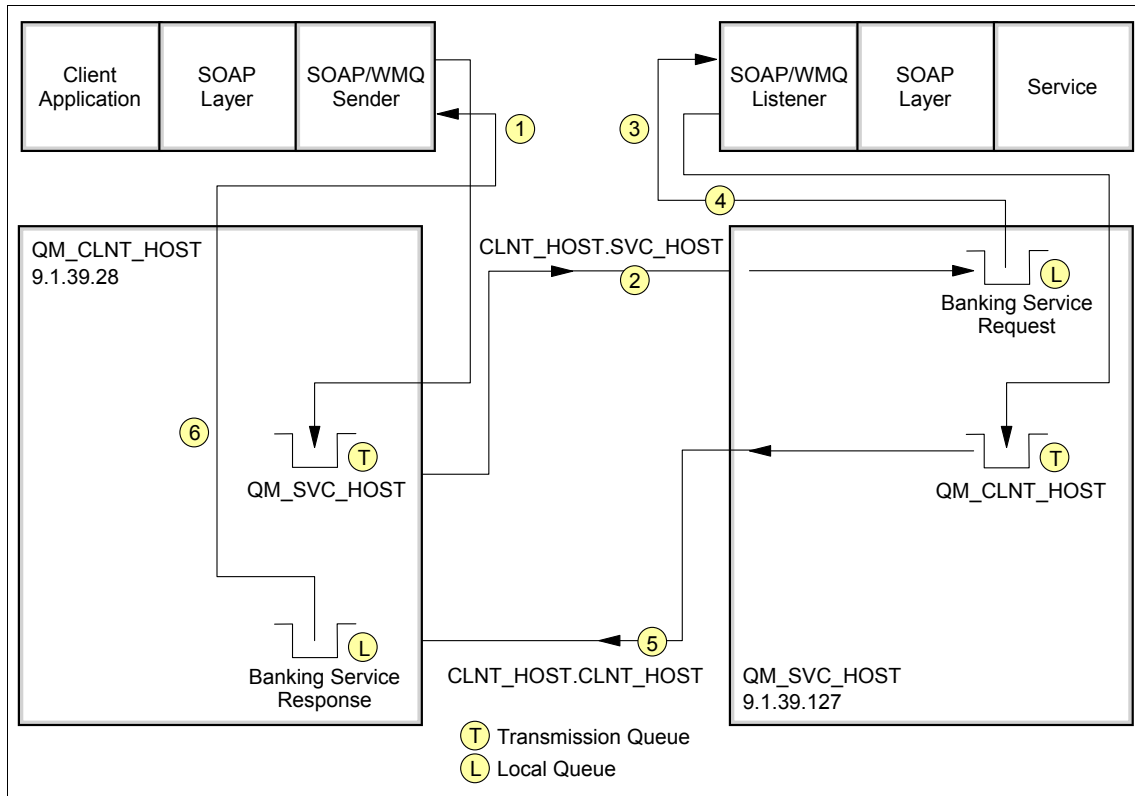 Client
Application
SOAP
Layer
SOAP/WMQ
Sender
SOAP/WMQ
Listener
SOAP
Layer
Service
1
3
4
QM_CLNT_HOST
9.1.39.28
CLNT_HOST.SVC_HOST
2
L
Banking Service
Request
6
T
QM_SVC_HOST
T
QM_CLNT_HOST
L
Banking Service
Response
5
CLNT_HOST.CLNT_HOST
QM_SVC_HOST
9.1.39.127
T Transmission Queue
L Local Queue